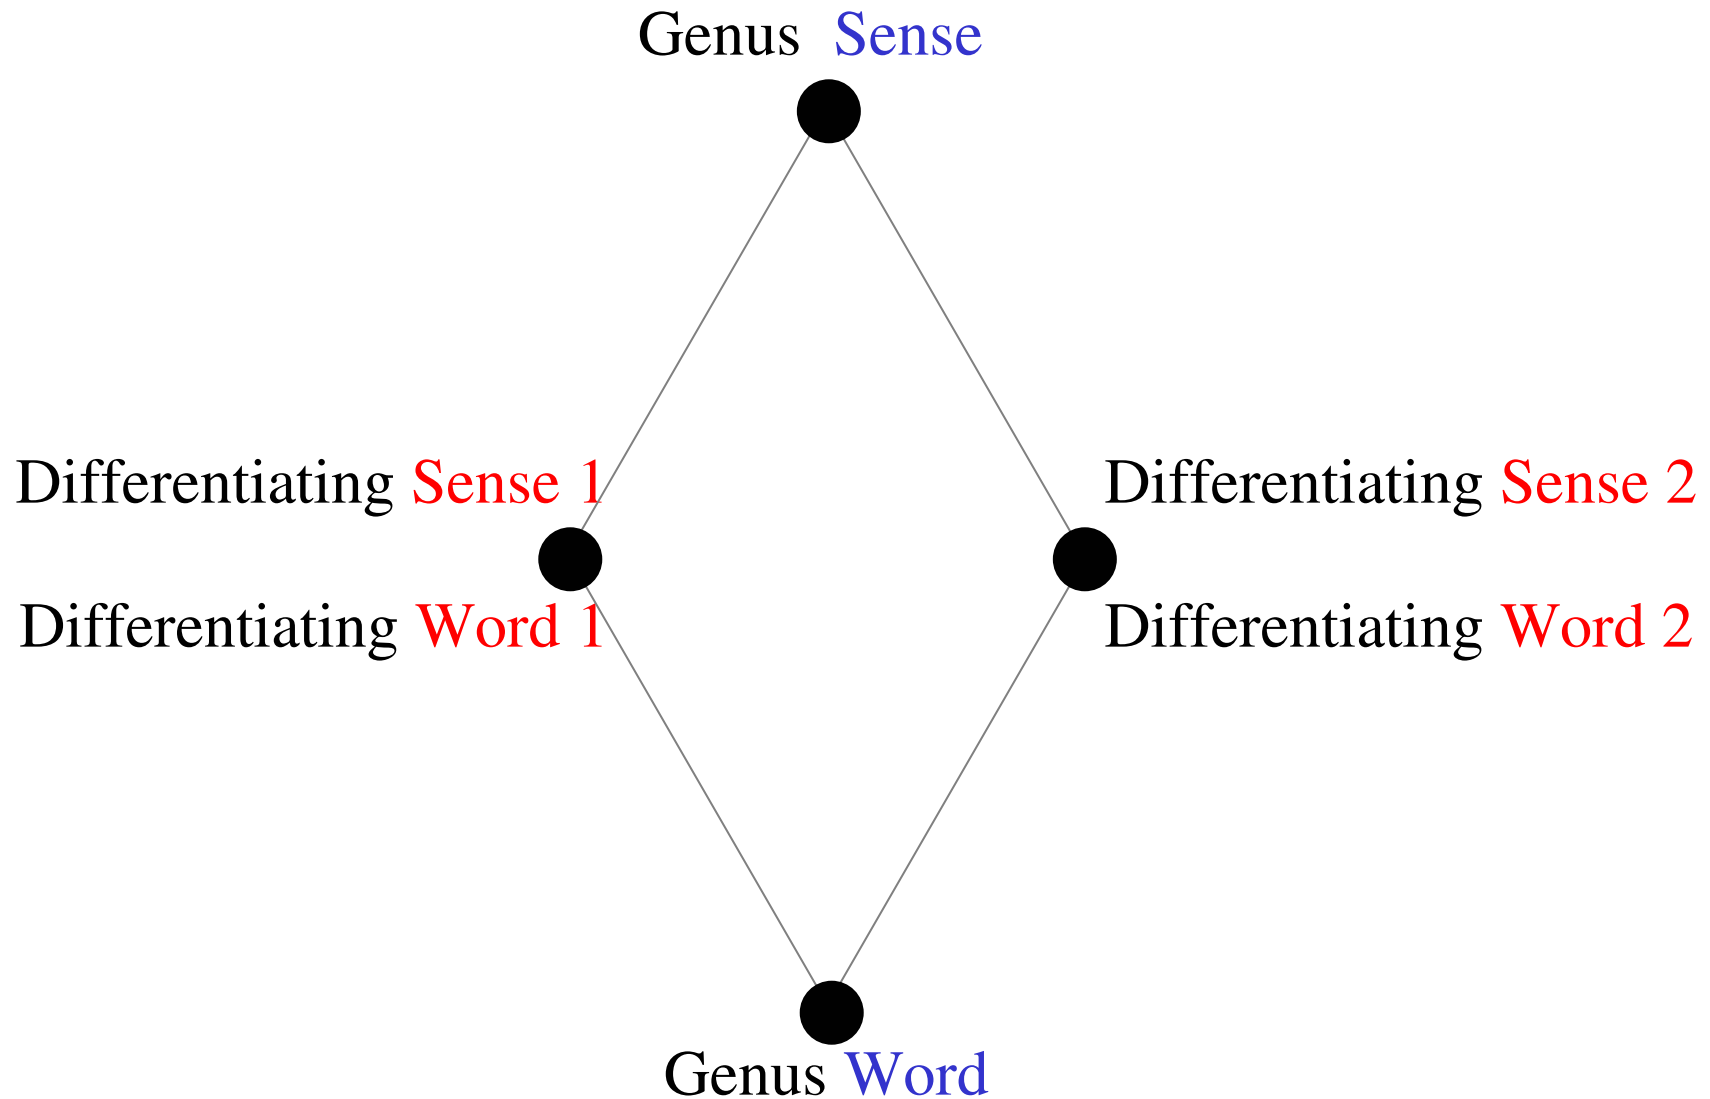 Genus Sense
Differentiating Sense 1
Differentiating Sense 2
Differentiating Word 1
Differentiating Word 2
Genus Word